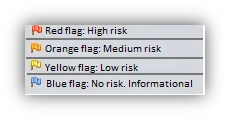 Red flag: High risk
Orange flag: Medium risk
Yellow flag: Low risk
Blue flag: No risk. Informational